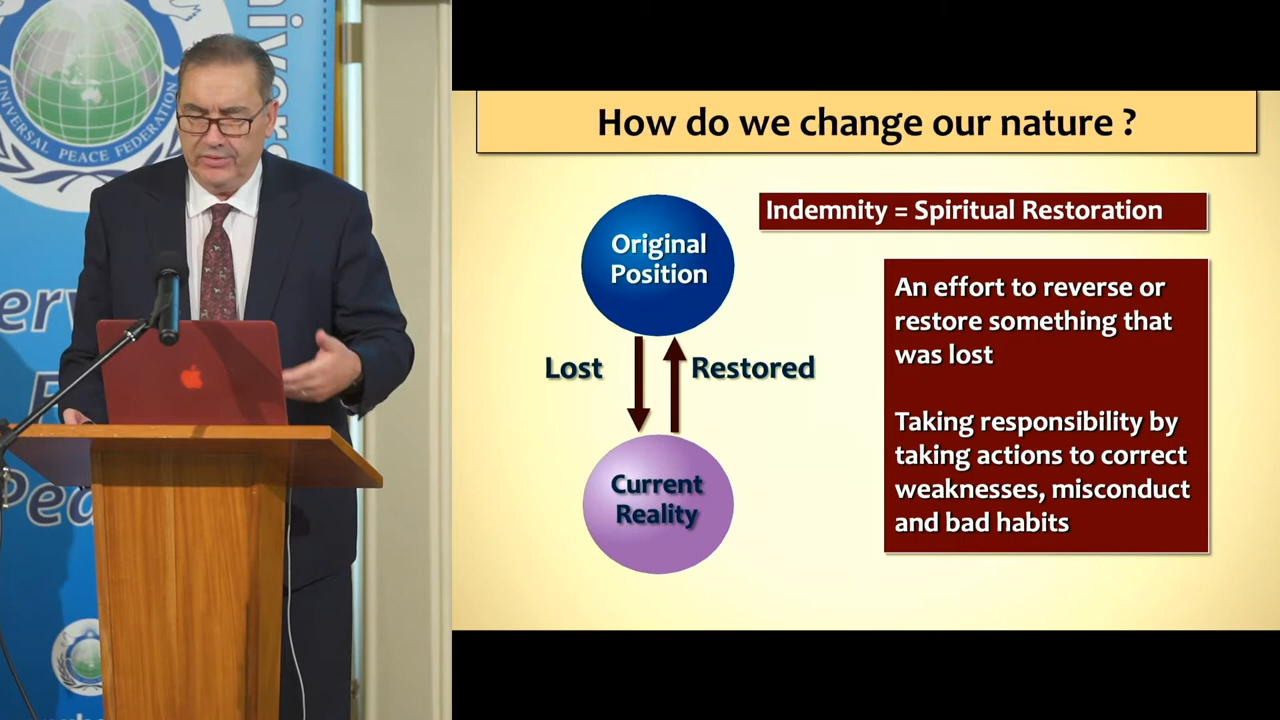 UNIVERSAL PEACE FEDERATION
How do we change our nature ?
Original
Position
Indemnity = Spiritual Restoration
An effort to reverse or
restore something that
was lost
Lost
Restored
Taking responsibility by
taking actions to correct
weaknesses, misconduct
and bad habits
Current
Reality